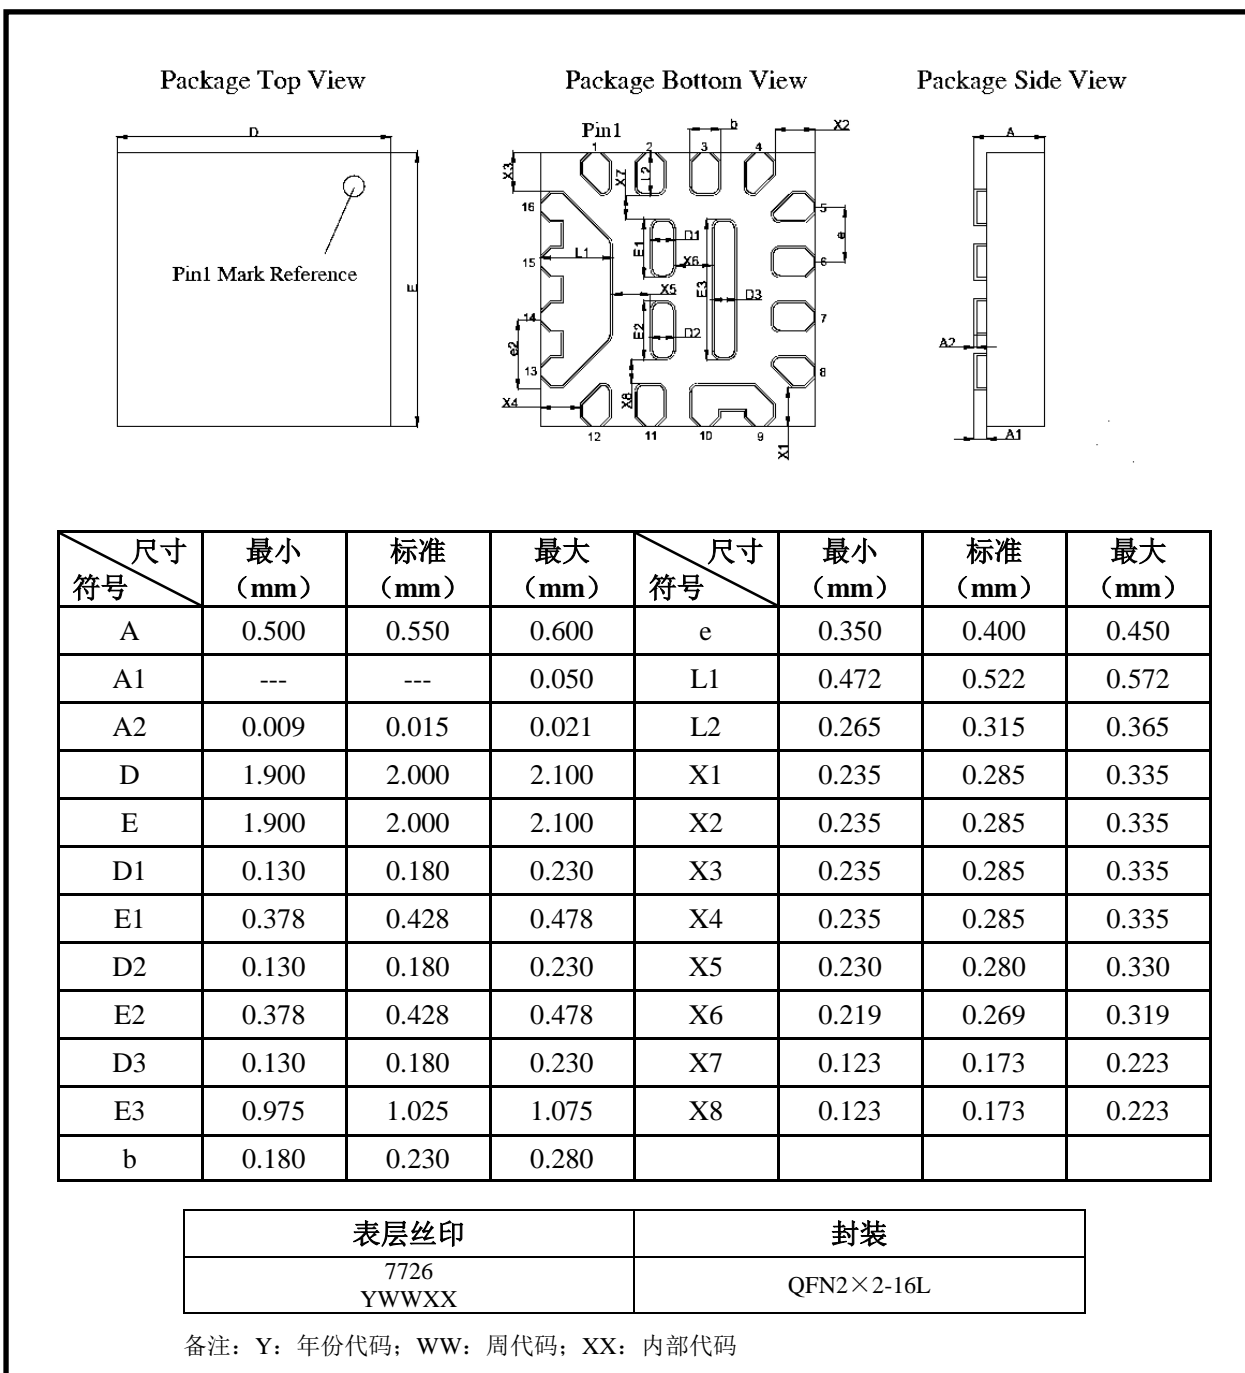 Package Top View
Package Bottom View
Package Side View
D
E
Pin1 Mark Reference
Pin1
b
X2
1
2
3
4
X3
X7
L2
16
5
e
D1
E1
L1
X6
15
6
E3
X5
D3
14
7
E2
D2
e2
13
8
X8
X4
X1
12
11
10
9
A
A2
A1
尺寸 最小 标准 最大 尺寸 最小 标准 最大
符号 （mm） （mm） （mm） 符号 （mm） （mm） （mm）
A 0.500 0.550 0.600 e 0.350 0.400 0.450
A1 --- --- 0.050 L1 0.472 0.522 0.572
A2 0.009 0.015 0.021 L2 0.265 0.315 0.365
D 1.900 2.000 2.100 X1 0.235 0.285 0.335
E 1.900 2.000 2.100 X2 0.235 0.285 0.335
D1 0.130 0.180 0.230 X3 0.235 0.285 0.335
E1 0.378 0.428 0.478 X4 0.235 0.285 0.335
D2 0.130 0.180 0.230 X5 0.230 0.280 0.330
E2 0.378 0.428 0.478 X6 0.219 0.269 0.319
D3 0.130 0.180 0.230 X7 0.123 0.173 0.223
E3 0.975 1.025 1.075 X8 0.123 0.173 0.223
b 0.180 0.230 0.280
表层丝印 封装
7726
YWWXX
QFN2×2-16L
备注：Y：年份代码；WW：周代码；XX：内部代码